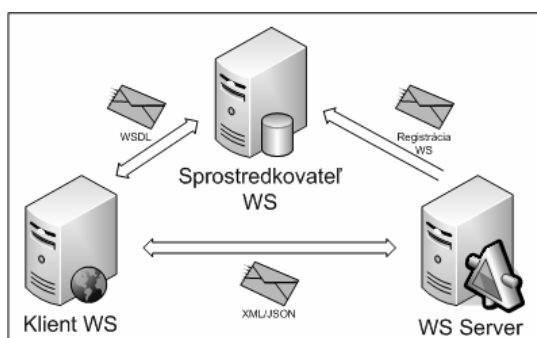 WSDL
Registrácia
WS
Sprostredkovateľ
WS
XML/JSON
Klient WS
WS Server